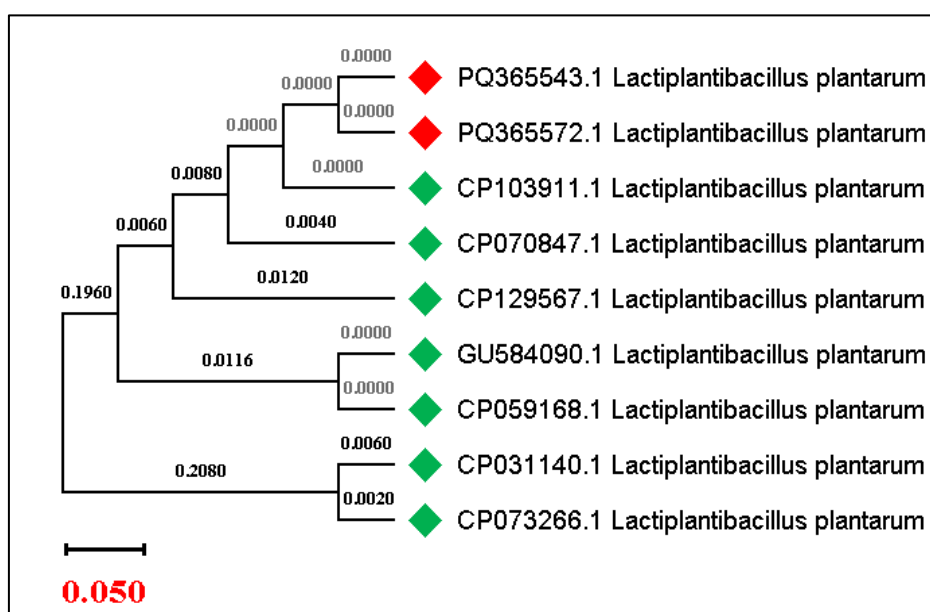 0.0000
0.0000
PQ365543.1 Lactiplantibacillus plantarum
0.0000
0.0000
PQ365572.1 Lactiplantibacillus plantarum
0.0080
0.0000
CP103911.1 Lactiplantibacillus plantarum
0.0060
0.0040
CP070847.1 Lactiplantibacillus plantarum
0.1960
0.0120
CP129567.1 Lactiplantibacillus plantarum
0.0116
0.0000
GU584090.1 Lactiplantibacillus plantarum
0.0000
CP059168.1 Lactiplantibacillus plantarum
0.2080
0.0060
CP031140.1 Lactiplantibacillus plantarum
0.0020
CP073266.1 Lactiplantibacillus plantarum
0.050